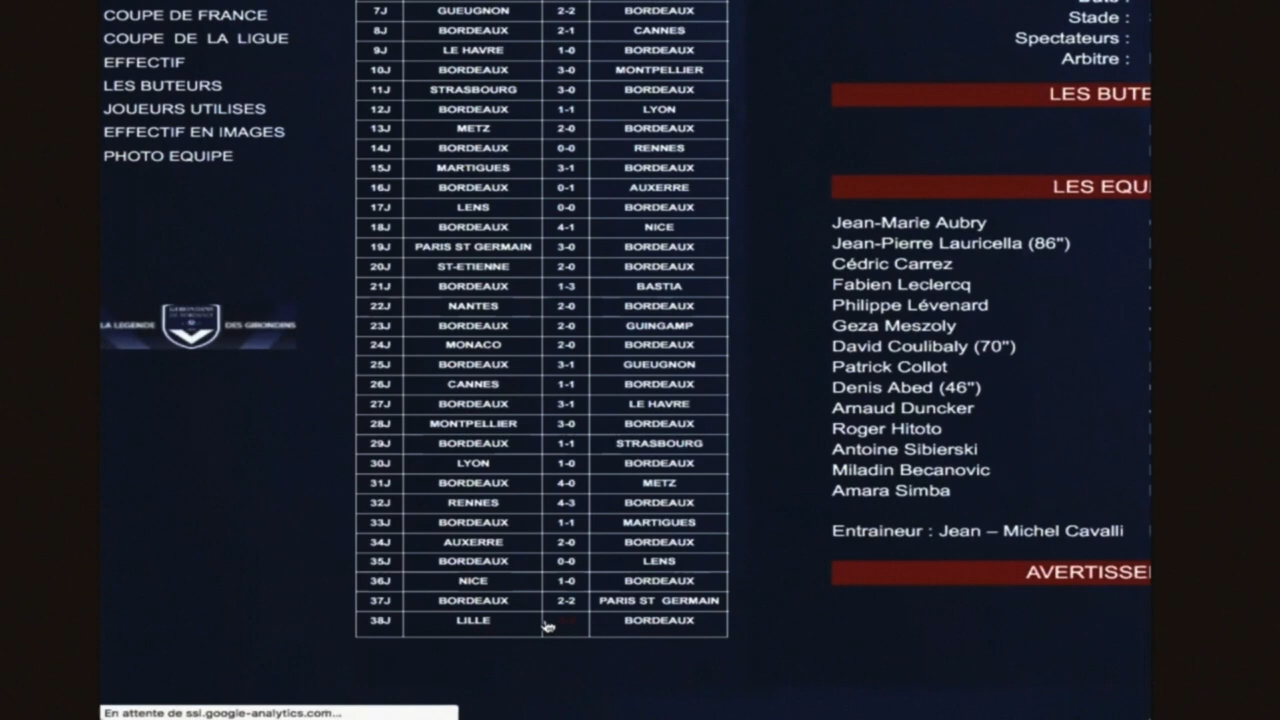 COUPE DE FRANCE
COUPE DE LA LIGUE
EFFECTIF
LES BUTEURS
JOUEURS UTILISES
EFFECTIF EN IMAGES
PHOTO EQUIPE
LA LEGENDE
GIRONDINS
DE BORDEAUX
DES GIRONDINS
7J GUEUGNON 2-2 BORDEAUX
8J BORDEAUX 2-1 CANNES
9J LE HAVRE 1-0 BORDEAUX
10J BORDEAUX 3-0 MONTPELLIER
11J STRASBOURG 3-0 BORDEAUX
12J BORDEAUX 1-1 LYON
13J METZ 2-0 BORDEAUX
14J BORDEAUX 0-0 RENNES
15J MARTIGUES 3-1 BORDEAUX
16J BORDEAUX 0-1 AUXERRE
17J LENS 0-0 BORDEAUX
18J BORDEAUX 4-1 NICE
19J PARIS ST GERMAIN 3-0 BORDEAUX
20J ST-ETIENNE 2-0 BORDEAUX
21J BORDEAUX 1-3 BASTIA
22J NANTES 2-0 BORDEAUX
23J BORDEAUX 2-0 GUINGAMP
24J MONACO 2-0 BORDEAUX
25J BORDEAUX 3-1 GUEUGNON
26J CANNES 1-1 BORDEAUX
27J BORDEAUX 3-1 LE HAVRE
28J MONTPELLIER 3-0 BORDEAUX
29J BORDEAUX 1-1 STRASBOURG
30J LYON 1-0 BORDEAUX
31J BORDEAUX 4-0 METZ
32J RENNES 4-3 BORDEAUX
33J BORDEAUX 1-1 MARTIGUES
34J AUXERRE 2-0 BORDEAUX
35J BORDEAUX 0-0 LENS
36J NICE 1-0 BORDEAUX
37J BORDEAUX 2-2 PARIS ST GERMAIN
38J LILLE BORDEAUX
Stade :
Spectateurs :
Arbitre :
LES BUTE
LES EQU
Jean-Marie Aubry
Jean-Pierre Lauricella (86")
Cédric Carrez
Fabien Leclercq
Philippe Lévenard
Geza Meszoly
David Coulibaly (70")
Patrick Collot
Denis Abed (46")
Arnaud Duncker
Roger Hitoto
Antoine Sibierski
Miladin Becanovic
Amara Simba
Entraineur : Jean – Michel Cavalli
AVERTISSE
En attente de ssl.google-analytics.com...